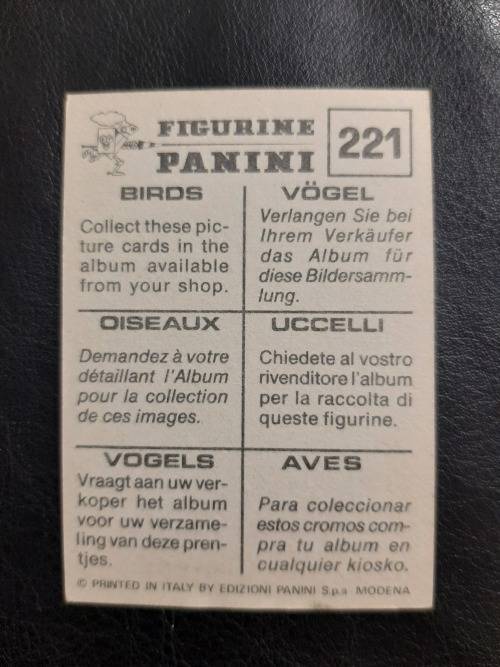 FIGURINE
PANINI
221
BIRDS
Collect these pic-
ture cards in the
album available
from your shop.
VÖGEL
Verlangen Sie bei
Ihrem Verkäufer
das Album für
diese Bildersamm-
lung.
OISEAUX
Demandez à votre
détaillant l'Album
pour la collection
de ces images.
UCCELLI
Chiedete al vostro
rivenditore l'album
per la raccolta di
queste figurine.
VOGELS
Vraagt aan uw ver-
koper het album
voor uw verzame-
ling van deze pren-
tjes.
AVES
Para coleccionar
estos cromos com-
pra tu album en
cualquier kiosko.
© PRINTED IN ITALY BY EDIZIONI PANINI S.p.a MODENA